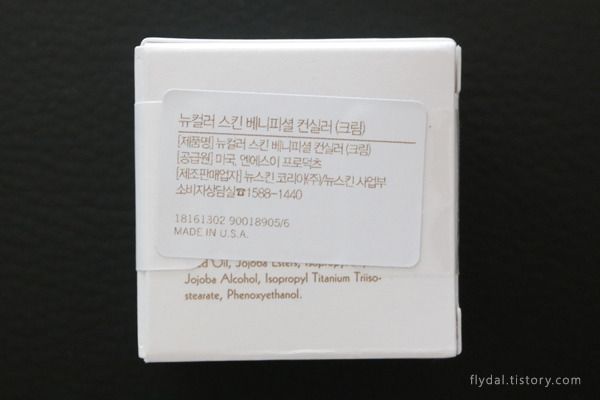 뉴컬러 스킨 베니피셜 컨실러 (크림)
[제품명] 뉴컬러 스킨 베니피셜 컨실러 (크림)
[공급원] 미국, 엔에스이 프로덕츠
[제조판매업자] 뉴스킨 코리아(주)/뉴스킨 사업부
소비자상담실☎1588-1440
18161302 90018905/6
MADE IN U.S.A.
Oil, Jojoba Esters,
Jojoba Alcohol, Isopropyl Titanium Triiso-
stearate, Phenoxyethanol.
flydal.tistory.com